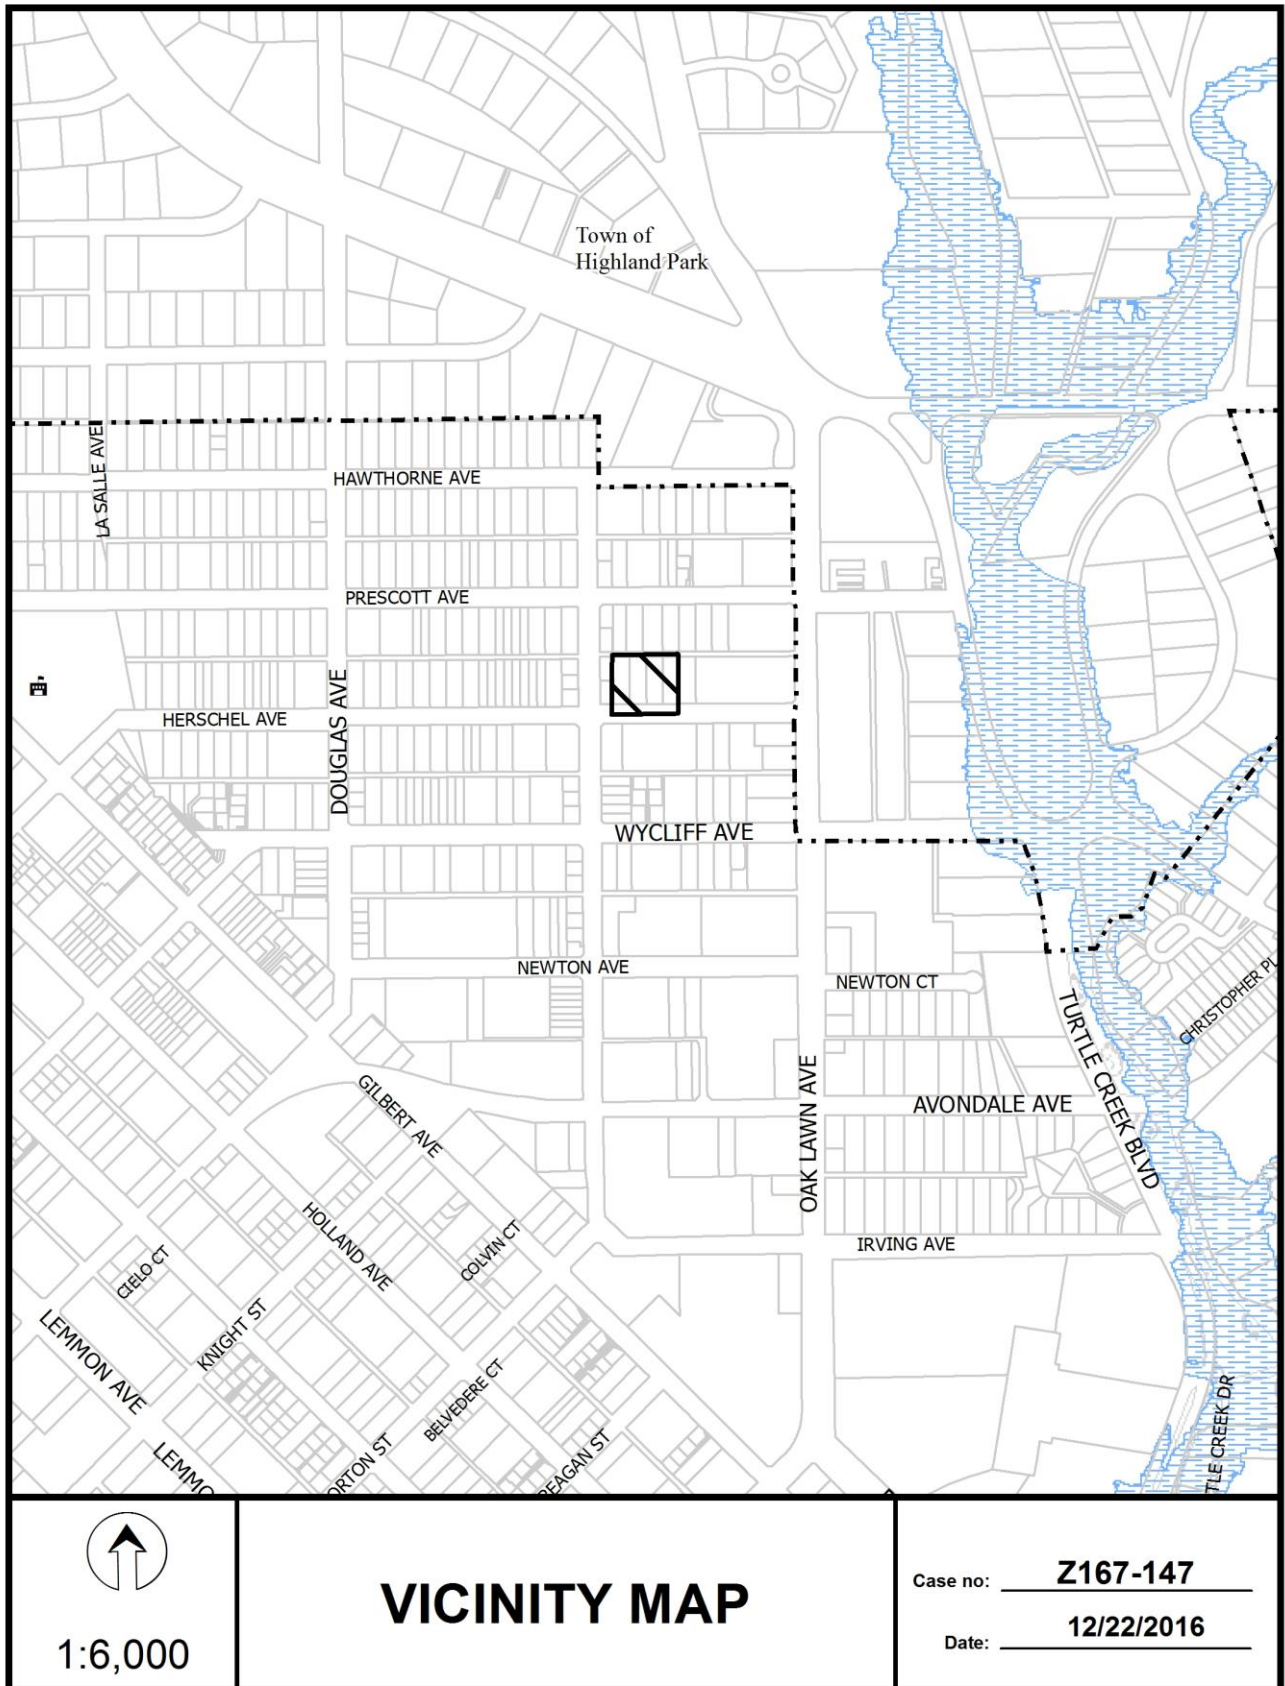 Town of
Highland Park
LA SALLE AVE
HAWTHORNE AVE
PRESCOTT AVE
DOUGLAS AVE
HERSCHEL AVE
WYCLIFF AVE
NEWTON AVE
NEWTON CT
CHRISTOPHER PL
TURTLE CREEK BLVD
OAK LAWN AVE
AVONDALE AVE
GILBERT AVE
HOLLAND AVE
COLVIN CT
IRVING AVE
CIELO CT
KNIGHT ST
LEMMON AVE
BELVEDERE CT
TLE CREEK DR
LEMMO
ORTON ST
REAGAN ST
1:6,000
VICINITY MAP
Case no: Z167-147
Date: 12/22/2016